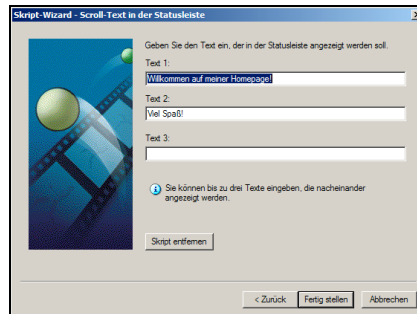 Skript-Wizard - Scroll-Text in der Statusleiste
Geben Sie den Text ein, der in der Statusleiste angezeigt werden soll.
Text 1:
Willkommen auf meiner Homepage!
Text 2:
Viel Spaß!
Text 3:
Sie können bis zu drei Texte eingeben, die nacheinander
angezeigt werden.
Skript entfernen
< Zurück Fertig stellen Abbrechen